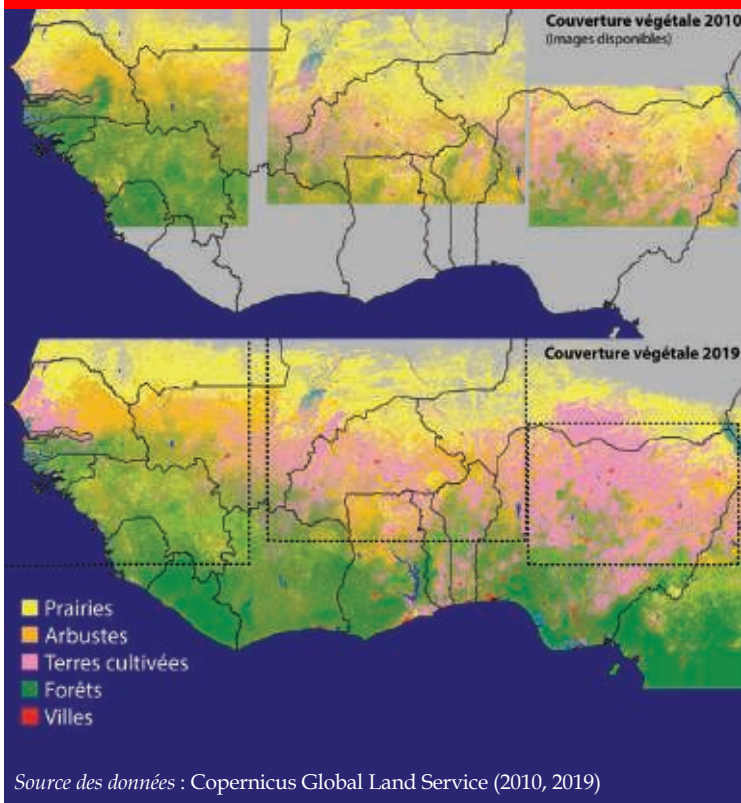 Couverture végétale 2010
(Images disponibles)
Couverture végétale 2019
Prairies
Arbustes
Terres cultivées
Forêts
Villes
Source des données : Copernicus Global Land Service (2010, 2019)